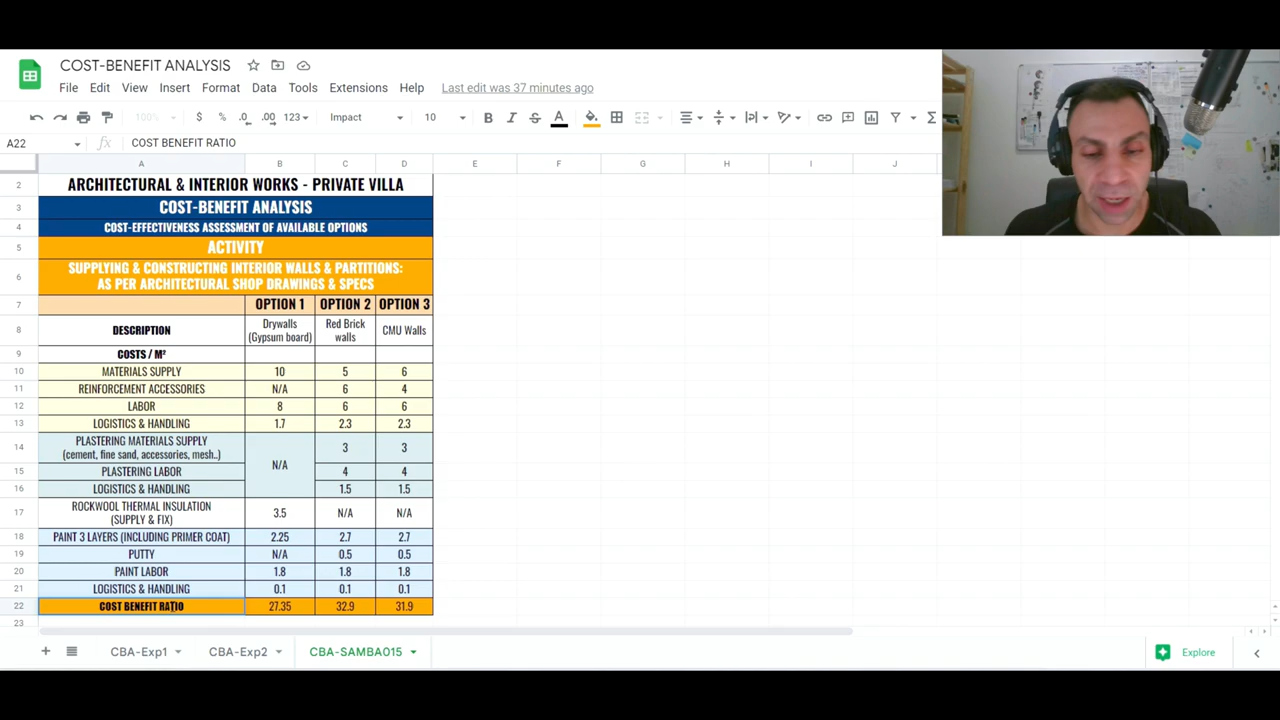 COST-BENEFIT ANALYSIS
File Edit View Insert Format Data Tools Extensions Help Last edit was 37 minutes ago
100% $ % .0 .00 123 Impact 10 B I S A Σ
A22 fx COST BENEFIT RATIO
A B C D E F G H I J
2 ARCHITECTURAL & INTERIOR WORKS - PRIVATE VILLA
3 COST-BENEFIT ANALYSIS
4 COST-EFFECTIVENESS ASSESSMENT OF AVAILABLE OPTIONS
5 ACTIVITY
6 SUPPLYING & CONSTRUCTING INTERIOR WALLS & PARTITIONS:
AS PER ARCHITECTURAL SHOP DRAWINGS & SPECS
7 OPTION 1 OPTION 2 OPTION 3
8 DESCRIPTION Drywalls (Gypsum board) Red Brick walls CMU Walls
9 COSTS / M²
10 MATERIALS SUPPLY 10 5 6
11 REINFORCEMENT ACCESSORIES N/A 6 4
12 LABOR 8 6 6
13 LOGISTICS & HANDLING 1.7 2.3 2.3
14 PLASTERING MATERIALS SUPPLY
(cement, fine sand, accessories, mesh..) N/A 3 3
15 PLASTERING LABOR 4 4
16 LOGISTICS & HANDLING 1.5 1.5
17 ROCKWOOL THERMAL INSULATION
(SUPPLY & FIX) 3.5 N/A N/A
18 PAINT 3 LAYERS (INCLUDING PRIMER COAT) 2.25 2.7 2.7
19 PUTTY N/A 0.5 0.5
20 PAINT LABOR 1.8 1.8 1.8
21 LOGISTICS & HANDLING 0.1 0.1 0.1
22 COST BENEFIT RATIO 27.35 32.9 31.9
23
CBA-Exp1 CBA-Exp2 CBA-SAMBA015 Explore